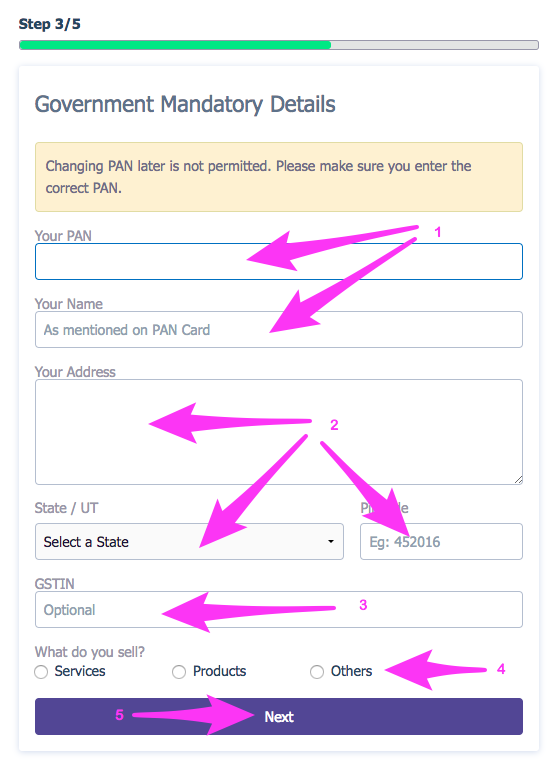 Step 3/5
Government Mandatory Details
Changing PAN later is not permitted. Please make sure you enter the
correct PAN.
Your PAN
1
Your Name
As mentioned on PAN Card
Your Address
2
State / UT
Select a State
Eg: 452016
GSTIN
Optional
3
What do you sell?
Services Products Others
4
5
Next